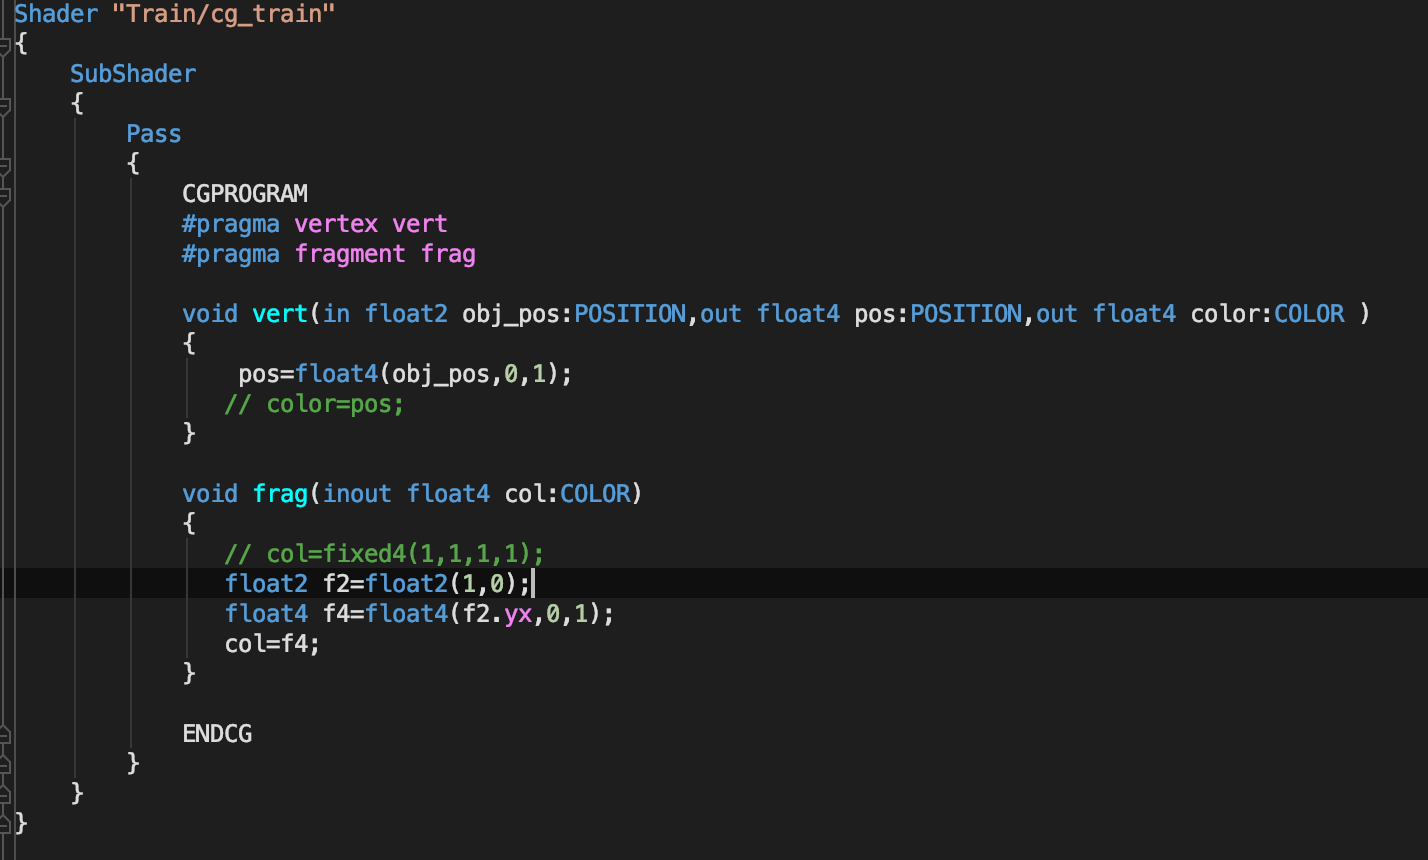 Shader "Train/cg_train"
{
    SubShader
    {
        Pass
        {
            CGPROGRAM
            #pragma vertex vert
            #pragma fragment frag

            void vert(in float2 obj_pos:POSITION,out float4 pos:POSITION,out float4 color:COLOR )
            {
                pos=float4(obj_pos,0,1);
               // color=pos;
            }

            void frag(inout float4 col:COLOR)
            {
               // col=fixed4(1,1,1,1);
               float2 f2=float2(1,0);
               float4 f4=float4(f2.yx,0,1);
               col=f4;
            }

            ENDCG
        }
    }
}